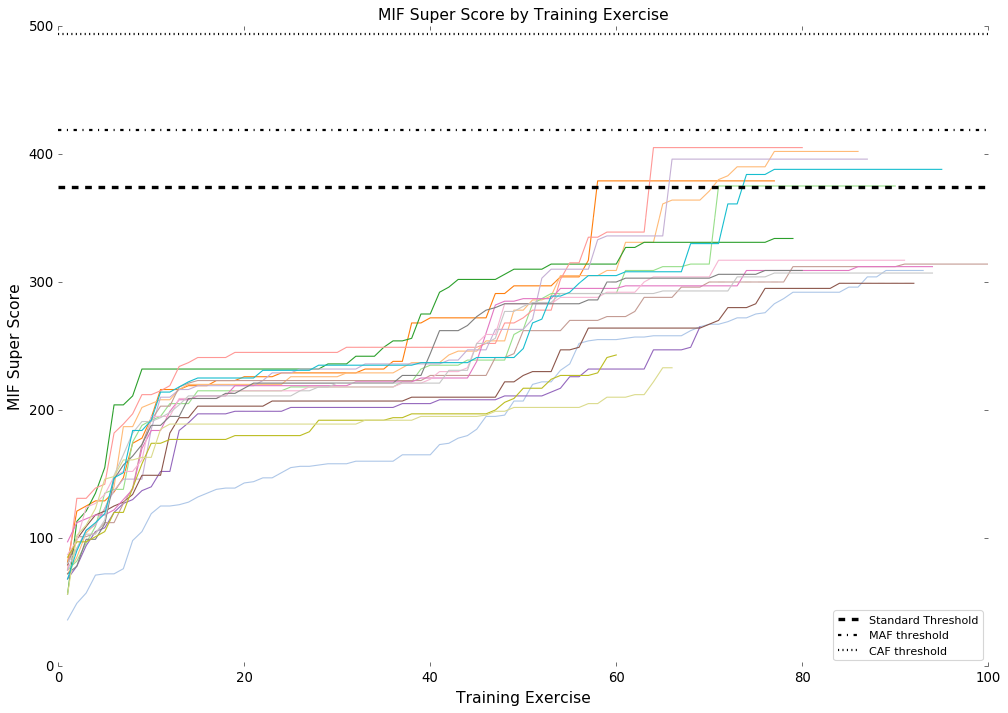 MIF Super Score by Training Exercise
500
400
300
200
100
0
MIF Super Score
0 20 40 60 80 100
Training Exercise
Standard Threshold
MAF threshold
CAF threshold